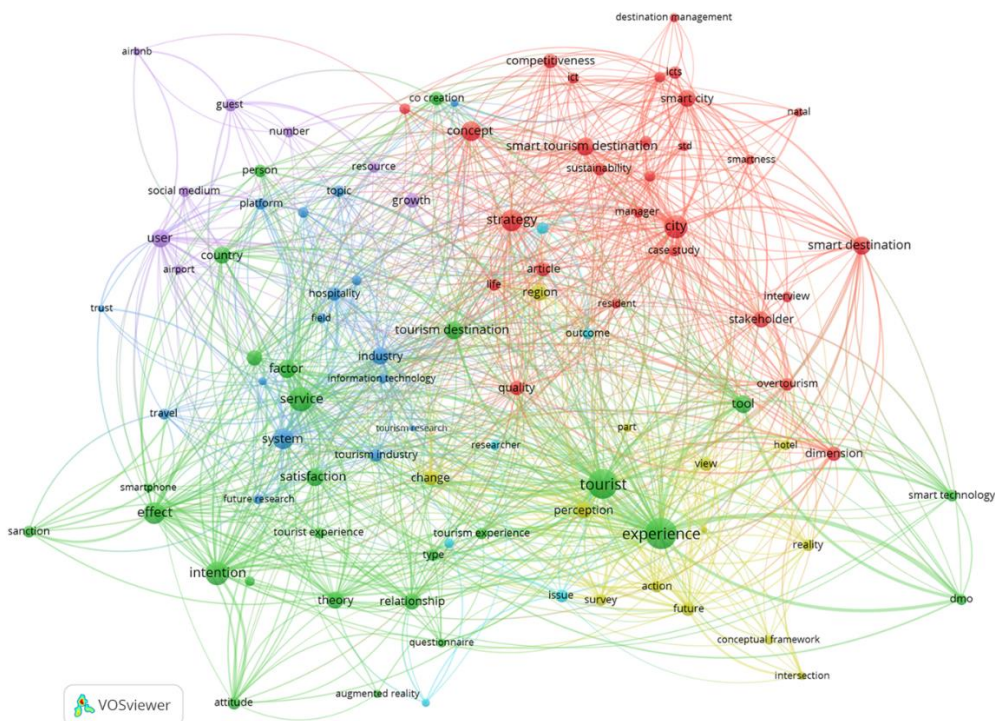 destination management
airbnb
competitiveness
ict
icts
smart city
co creation
guest
natal
number
concept
smart tourism destination
std
smartness
person
resource
sustainability
social medium
topic
platform
growth
manager
strategy
city
user
case study
smart destination
country
airport
article
hospitality
life
region
interview
trust
field
resident
stakeholder
tourism destination
outcome
industry
factor
information technology
quality
overtourism
service
tool
travel
tourism research
part
system
researcher
hotel
tourism industry
dimension
satisfaction
change
view
tourist
smartphone
future research
smart technology
effect
perception
sanction
tourist experience
tourism experience
experience
reality
type
intention
action
theory
relationship
issue
survey
future
dmo
questionnaire
conceptual framework
intersection
augmented reality
attitude
VOSviewer